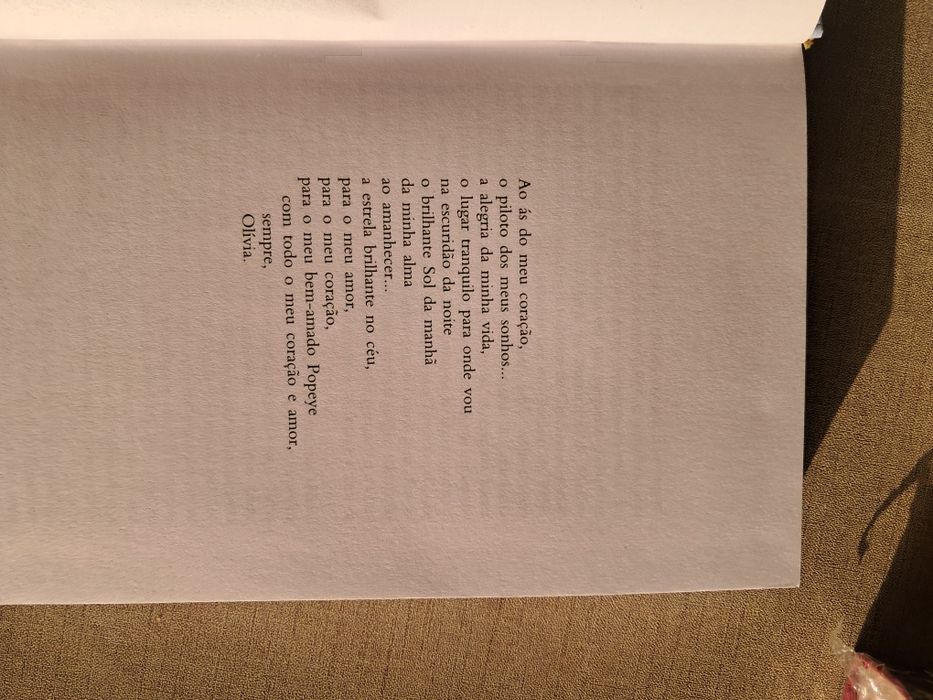 Ao ás do meu coração,
o piloto dos meus sonhos...
a alegria da minha vida,
o lugar tranquilo para onde vou
na escuridão da noite
o brilhante Sol da manhã
da minha alma
ao amanhecer...
a estrela brilhante no céu,
para o meu amor,
para o meu coração,
para o meu bem-amado Popeye
com todo o meu coração e amor,
sempre,
Olívia.